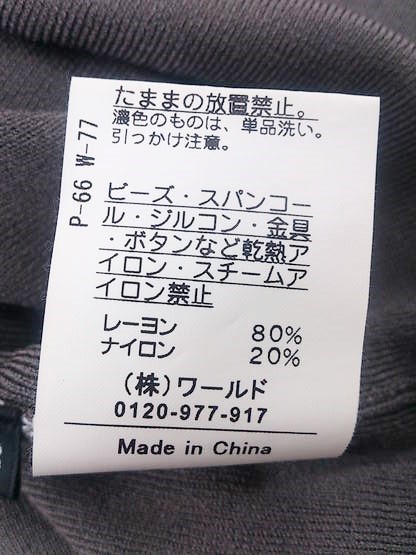 たままの放置禁止。
濃色のものは、単品洗い。
引っかけ注意。
P-66 W-77
ビーズ・スパンコー
ル・ジルコン・金具
・ボタンなど乾熱ア
イロン・スチームア
イロン禁止
レーヨン 80%
ナイロン 20%
(株)ワールド
0120-977-917
Made in China